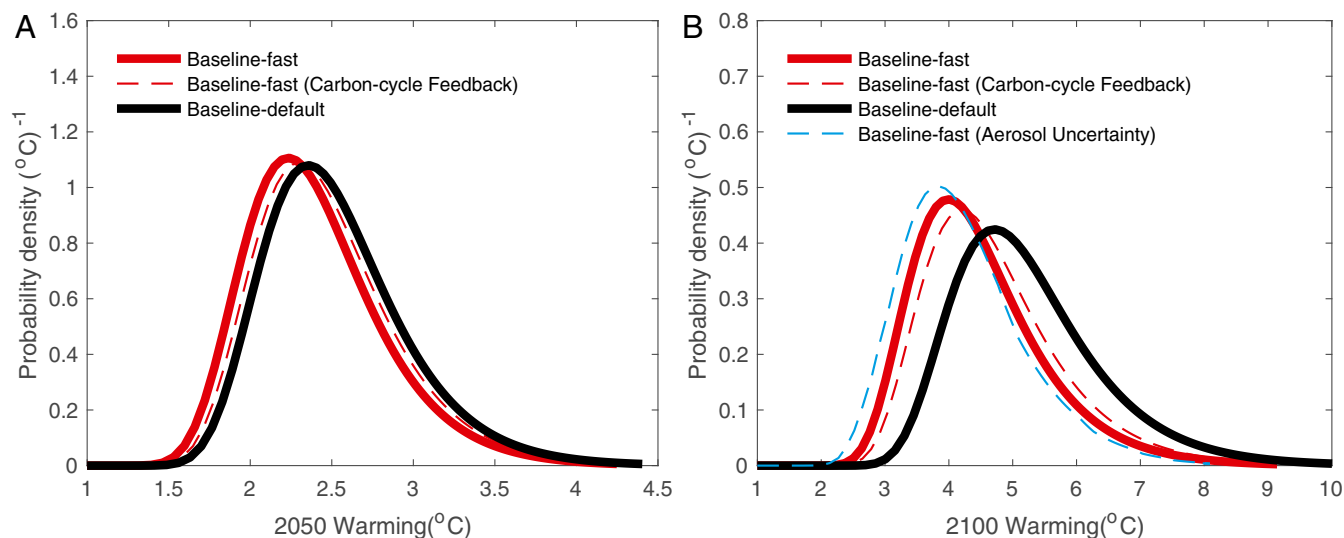 A
1.6
1.4
1.2
1
0.8
0.6
0.4
0.2
0
Probability density (°C)⁻¹
Baseline-fast
Baseline-fast (Carbon-cycle Feedback)
Baseline-default
1 1.5 2 2.5 3 3.5 4 4.5
2050 Warming(°C)
B
0.8
0.7
0.6
0.5
0.4
0.3
0.2
0.1
0
Probability density (°C)⁻¹
Baseline-fast
Baseline-fast (Carbon-cycle Feedback)
Baseline-default
Baseline-fast (Aerosol Uncertainty)
1 2 3 4 5 6 7 8 9 10
2100 Warming(°C)